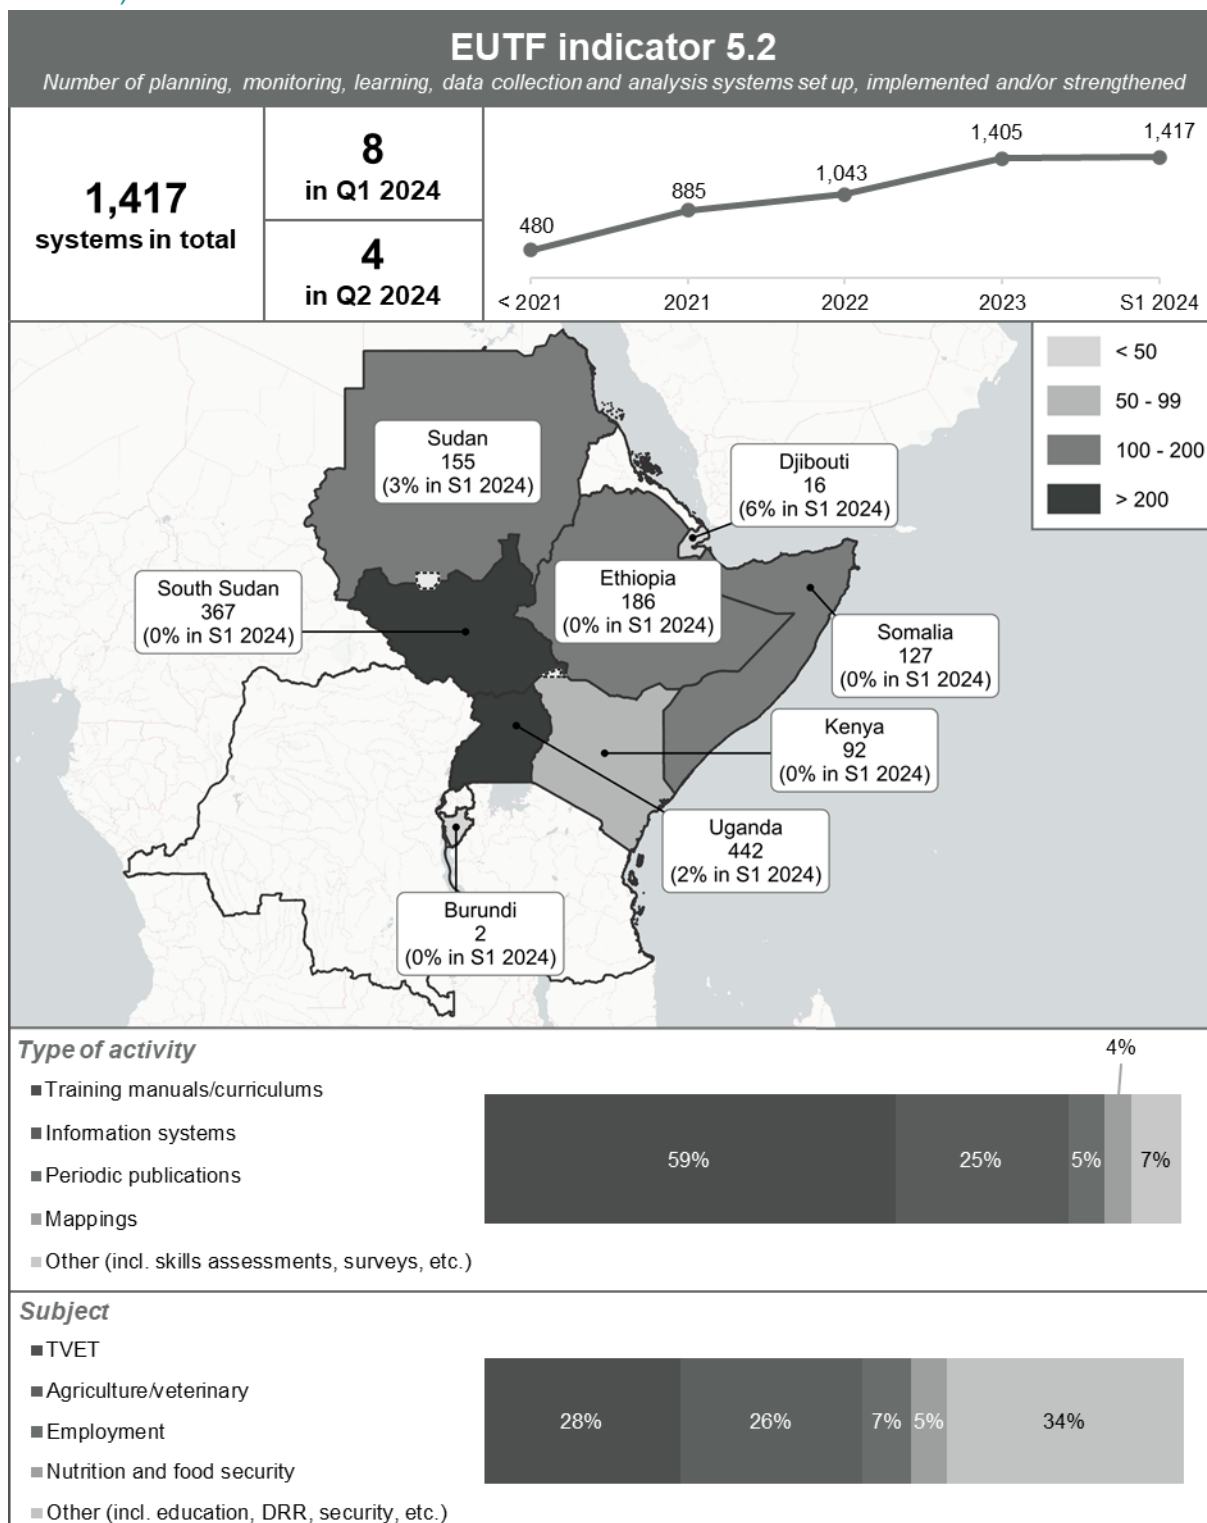 EUTF indicator 5.2
Number of planning, monitoring, learning, data collection and analysis systems set up, implemented and/or strengthened
1,417
systems in total
8
in Q1 2024
4
in Q2 2024
480
885
1,043
1,405
1,417
< 2021
2021
2022
2023
S1 2024
< 50
50 - 99
100 - 200
> 200
Sudan
155
(3% in S1 2024)
Djibouti
16
(6% in S1 2024)
South Sudan
367
(0% in S1 2024)
Ethiopia
186
(0% in S1 2024)
Somalia
127
(0% in S1 2024)
Kenya
92
(0% in S1 2024)
Uganda
442
(2% in S1 2024)
Burundi
2
(0% in S1 2024)
Type of activity
Training manuals/curriculums
Information systems
Periodic publications
Mappings
Other (incl. skills assessments, surveys, etc.)
59%
25%
5%
4%
7%
Subject
TVET
Agriculture/veterinary
Employment
Nutrition and food security
Other (incl. education, DRR, security, etc.)
28%
26%
7%
5%
34%